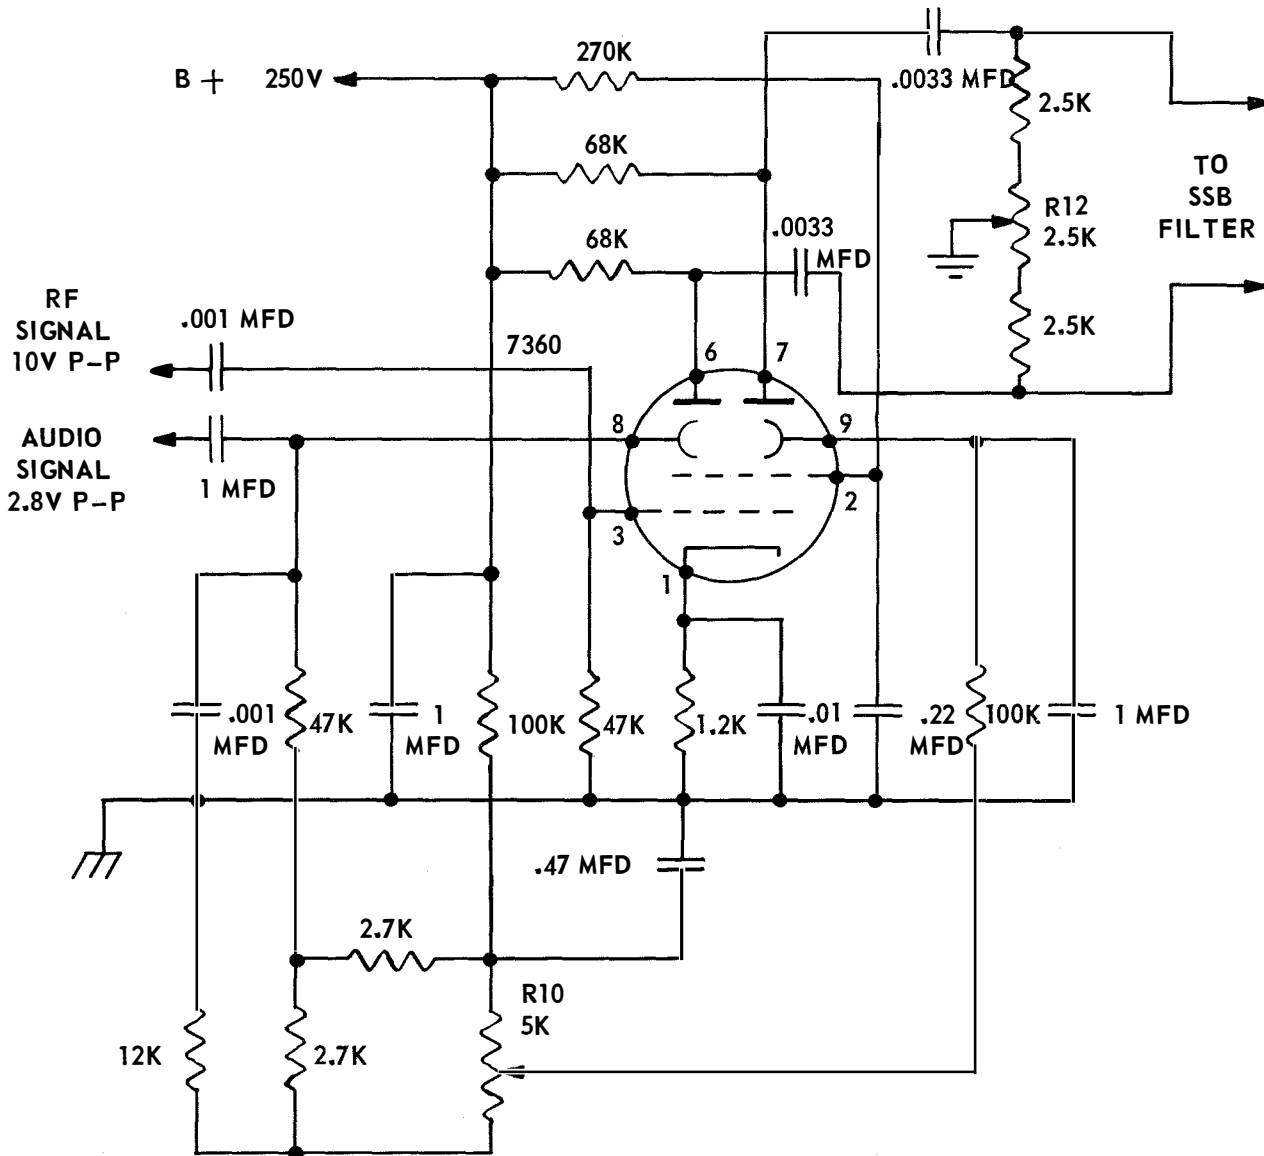 B + 250V
270K
.0033 MFD
2.5K
68K
TO
SSB
FILTER
R12
2.5K
68K
.0033
MFD
2.5K
RF
SIGNAL
10V P-P
.001 MFD
7360
6
7
8
9
AUDIO
SIGNAL
2.8V P-P
1 MFD
2
3
1
.001
MFD
47K
1
MFD
100K
47K
1.2K
.01
MFD
.22
MFD
100K
1 MFD
.47 MFD
2.7K
R10
5K
12K
2.7K